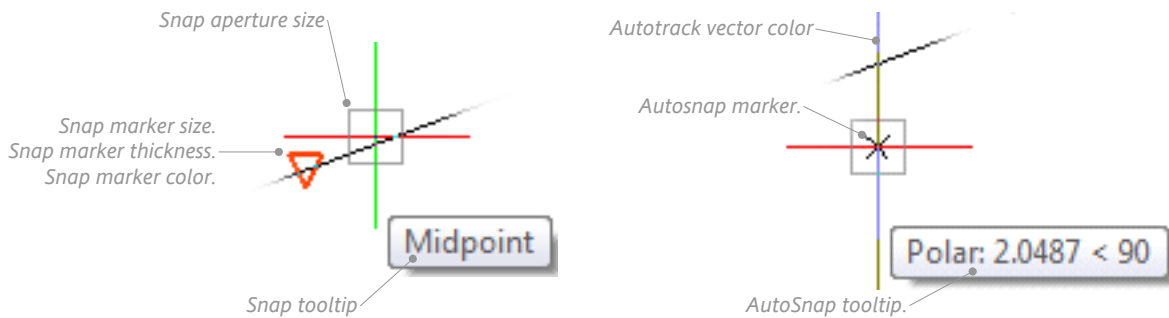 Snap aperture size
Snap marker size.
Snap marker thickness.
Snap marker color.
Midpoint
Snap tooltip
Autotrack vector color
Autosnap marker.
Polar: 2.0487 < 90
AutoSnap tooltip.